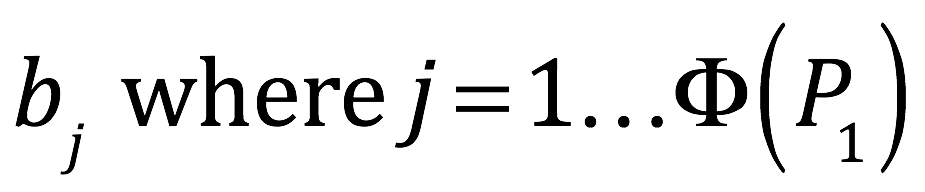 b_j where j = 1...Φ(P_1)